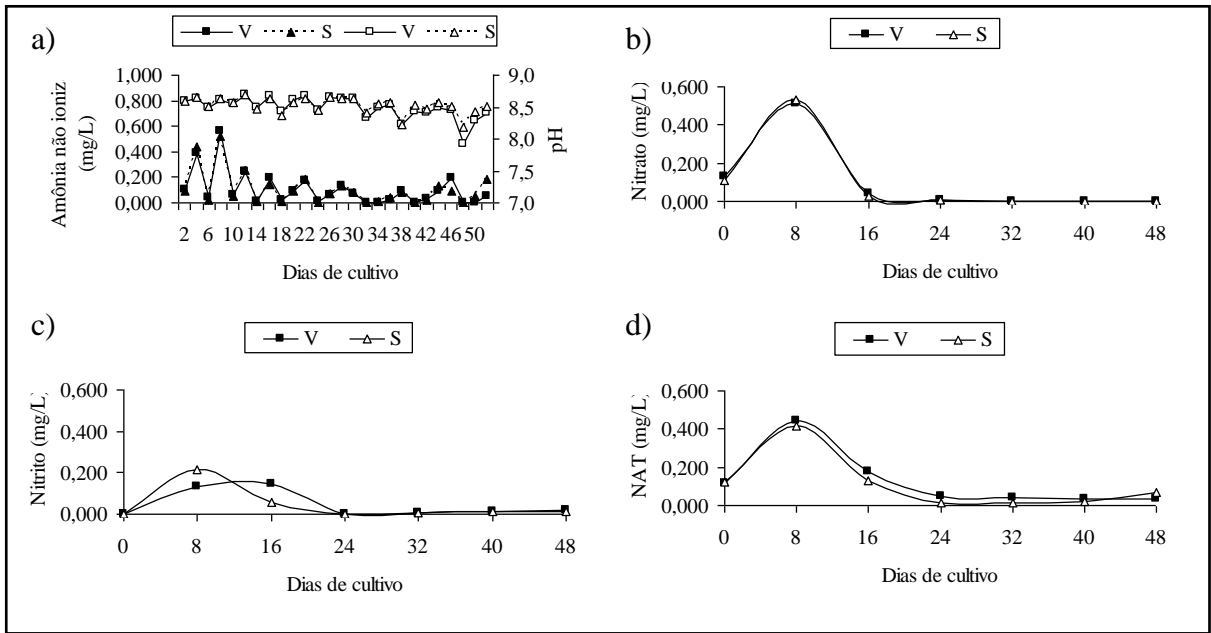 a)
V S V S
Amônia não ioniz
(mg/L)
1,000
0,800
0,600
0,400
0,200
0,000
9,0
8,5
8,0
7,5
7,0
pH
2 6 10 14 18 22 26 30 34 38 42 46 50
Dias de cultivo
b)
V S
Nitrato (mg/L)
0,600
0,400
0,200
0,000
0 8 16 24 32 40 48
Dias de cultivo
c)
V S
Nitrito (mg/L)
0,600
0,400
0,200
0,000
0 8 16 24 32 40 48
Dias de cultivo
d)
V S
NAT (mg/L)
0,600
0,400
0,200
0,000
0 8 16 24 32 40 48
Dias de cultivo